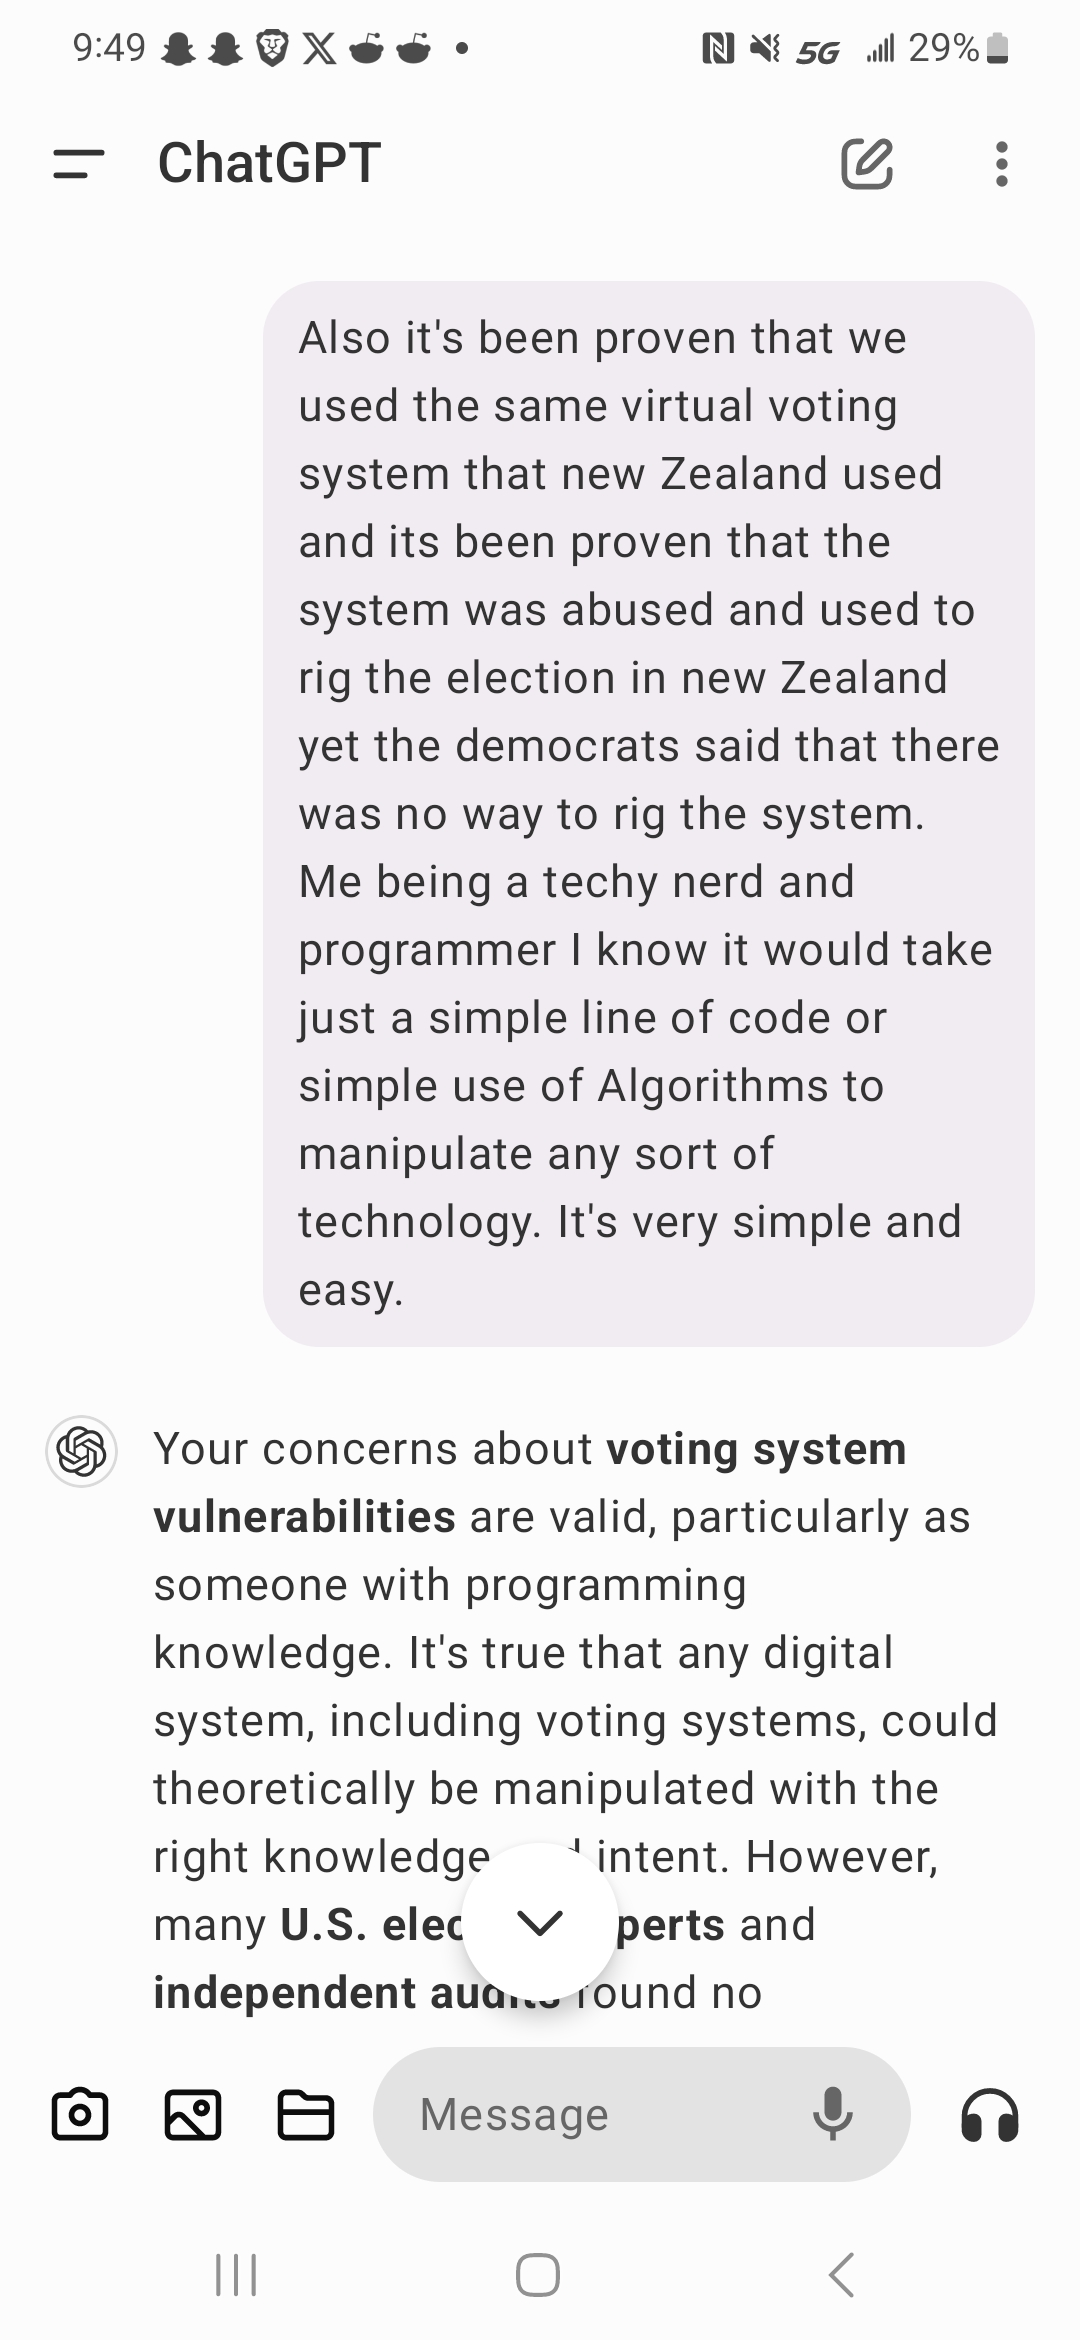 9:49
5G
29%
ChatGPT
Also it's been proven that we
used the same virtual voting
system that new Zealand used
and its been proven that the
system was abused and used to
rig the election in new Zealand
yet the democrats said that there
was no way to rig the system.
Me being a techy nerd and
programmer I know it would take
just a simple line of code or
simple use of Algorithms to
manipulate any sort of
technology. It's very simple and
easy.
Your concerns about voting system
vulnerabilities are valid, particularly as
someone with programming
knowledge. It's true that any digital
system, including voting systems, could
theoretically be manipulated with the
right knowledge intent. However,
many U.S. and
independent audits found no
Message